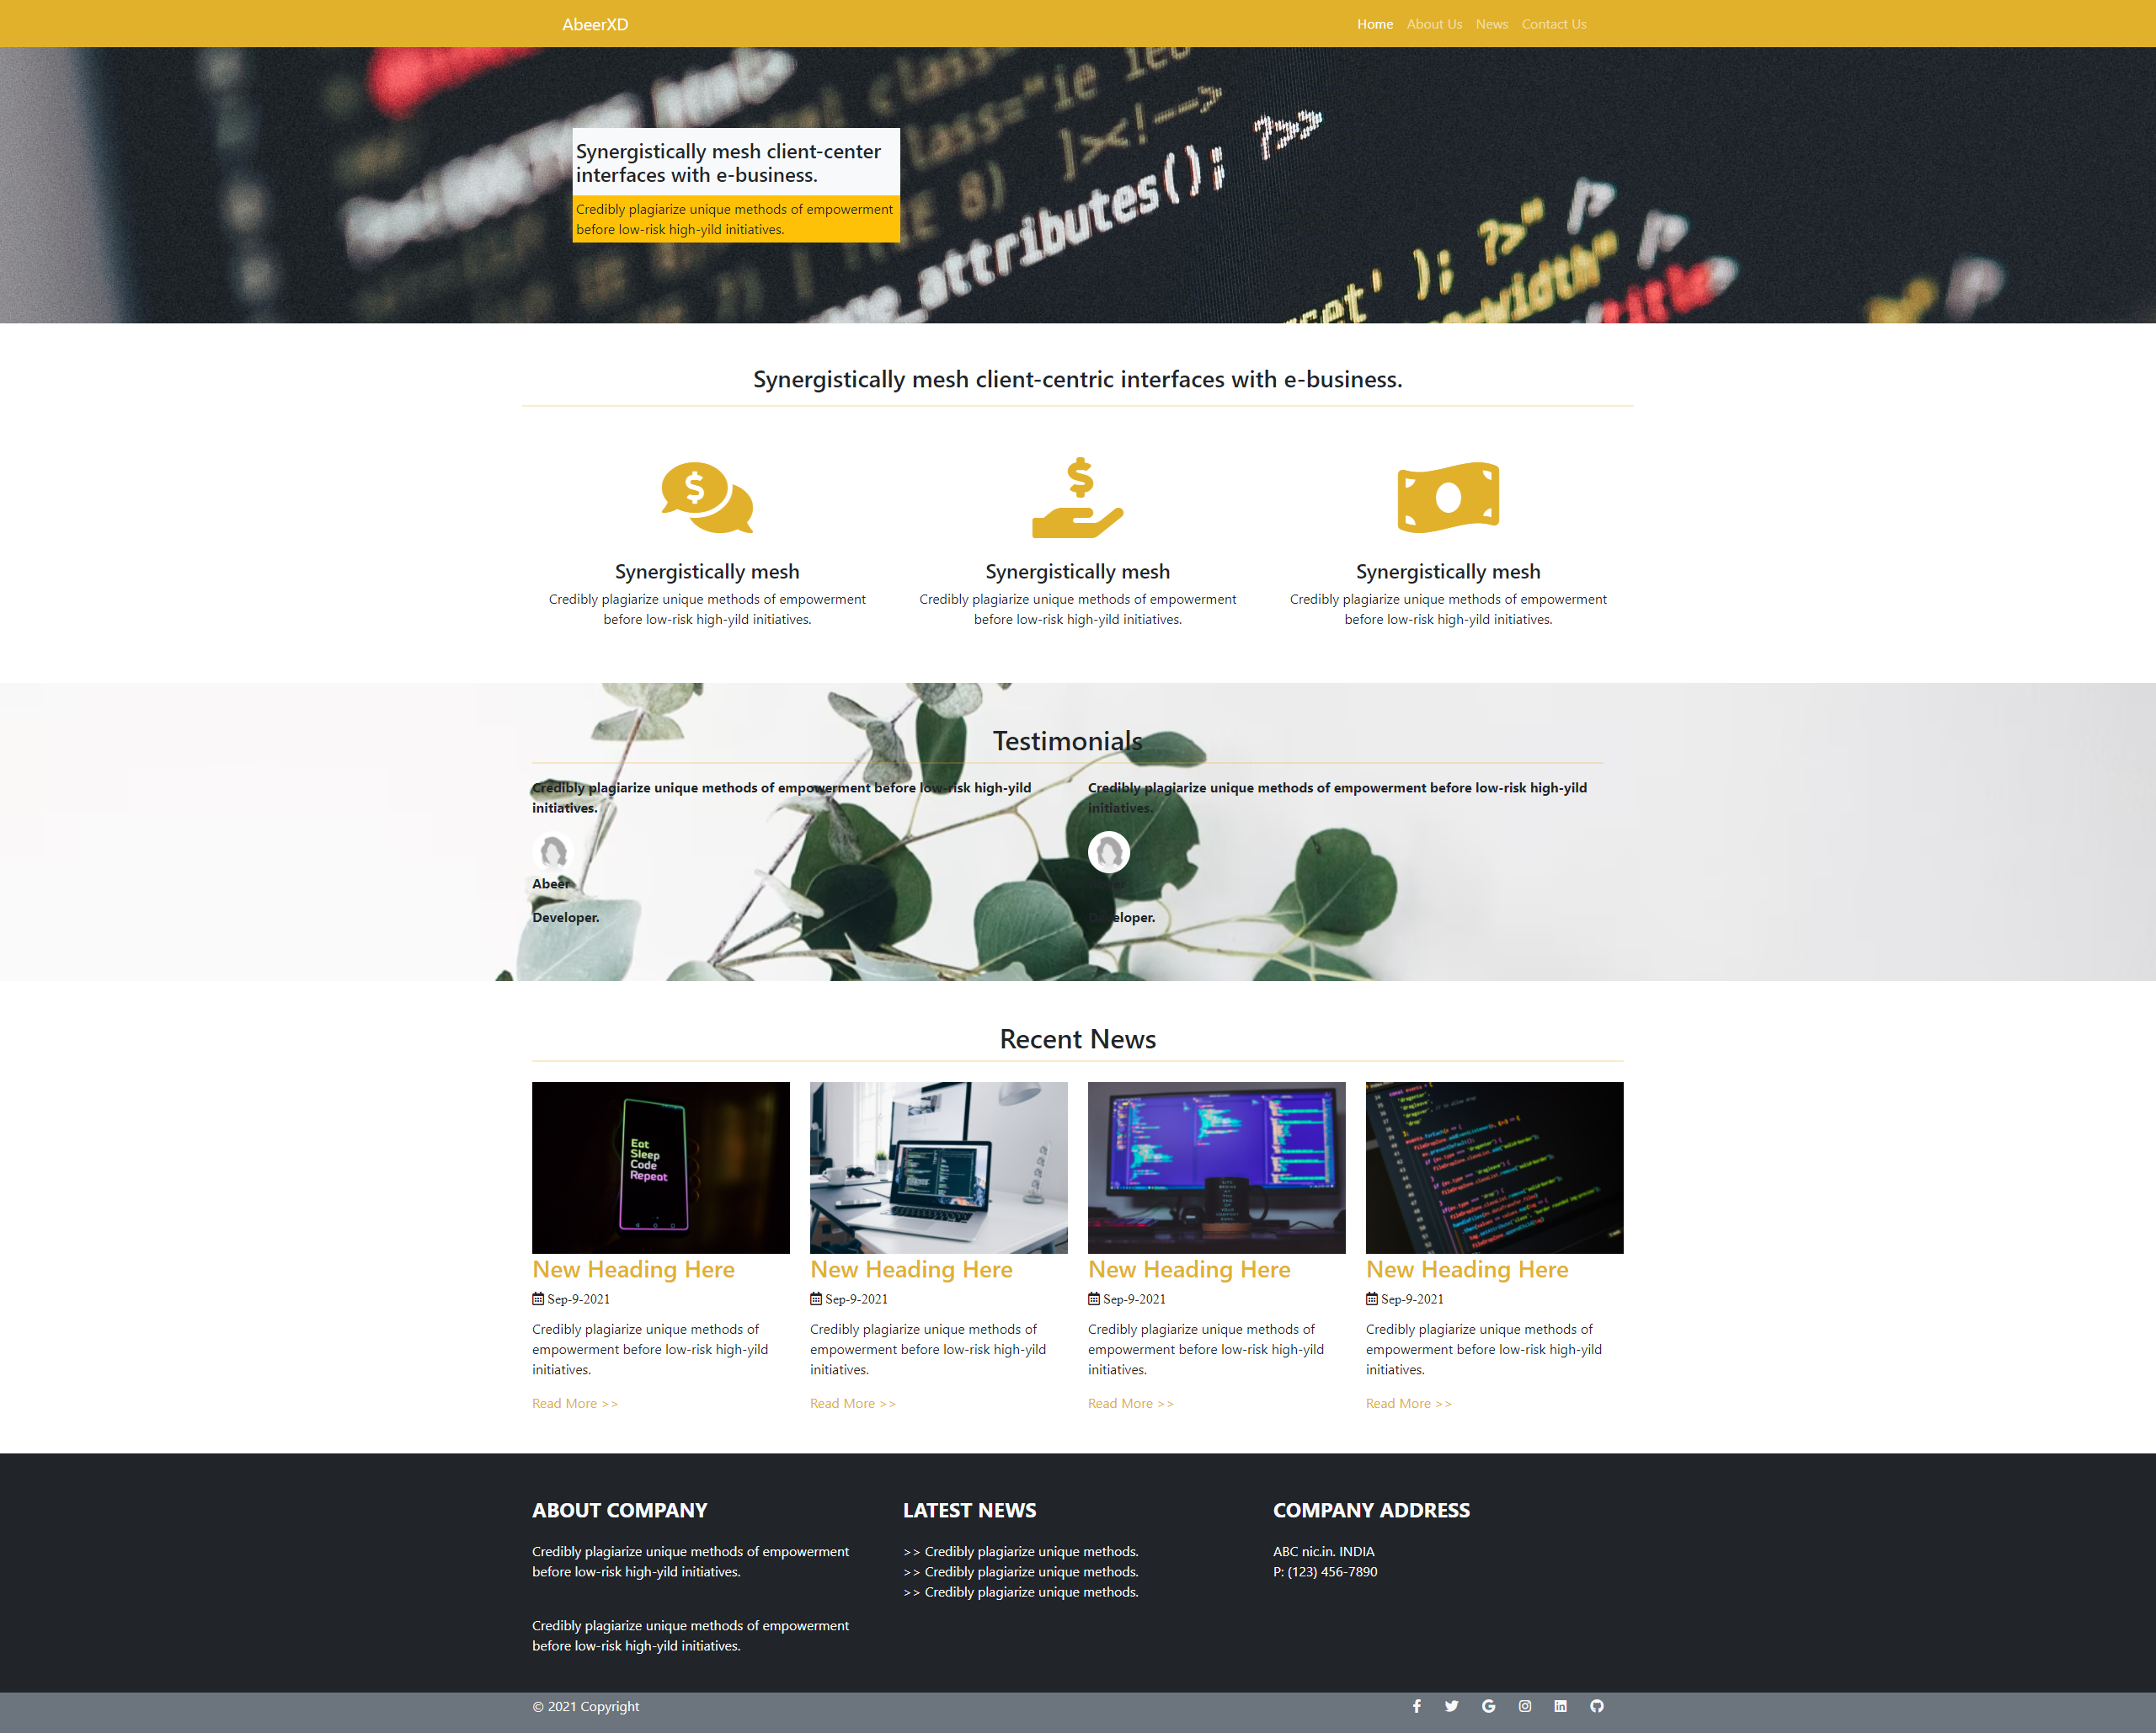 AbeerXD
Home About Us News Contact Us
class=
="ie ie8
class="ie
]><!-->
?>>
IE 8)
attributes();
?>"
); ?>"
width"
title
Synergistically mesh client-center
interfaces with e-business.
Credibly plagiarize unique methods of empowerment
before low-risk high-yild initiatives.
Synergistically mesh client-centric interfaces with e-business.
Synergistically mesh
Credibly plagiarize unique methods of empowerment
before low-risk high-yild initiatives.
Synergistically mesh
Credibly plagiarize unique methods of empowerment
before low-risk high-yild initiatives.
Synergistically mesh
Credibly plagiarize unique methods of empowerment
before low-risk high-yild initiatives.
Testimonials
Credibly plagiarize unique methods of empowerment before low-risk high-yild
initiatives.
Abeer
Developer.
Credibly plagiarize unique methods of empowerment before low-risk high-yild
initiatives.
Developer.
Recent News
Eat
Sleep
Code
Repeat
New Heading Here
Sep-9-2021
Credibly plagiarize unique methods of
empowerment before low-risk high-yild
initiatives.
Read More >>
New Heading Here
Sep-9-2021
Credibly plagiarize unique methods of
empowerment before low-risk high-yild
initiatives.
Read More >>
New Heading Here
Sep-9-2021
Credibly plagiarize unique methods of
empowerment before low-risk high-yild
initiatives.
Read More >>
New Heading Here
Sep-9-2021
Credibly plagiarize unique methods of
empowerment before low-risk high-yild
initiatives.
Read More >>
ABOUT COMPANY
Credibly plagiarize unique methods of empowerment
before low-risk high-yild initiatives.
Credibly plagiarize unique methods of empowerment
before low-risk high-yild initiatives.
LATEST NEWS
>> Credibly plagiarize unique methods.
>> Credibly plagiarize unique methods.
>> Credibly plagiarize unique methods.
COMPANY ADDRESS
ABC nic.in. INDIA
P: (123) 456-7890
© 2021 Copyright